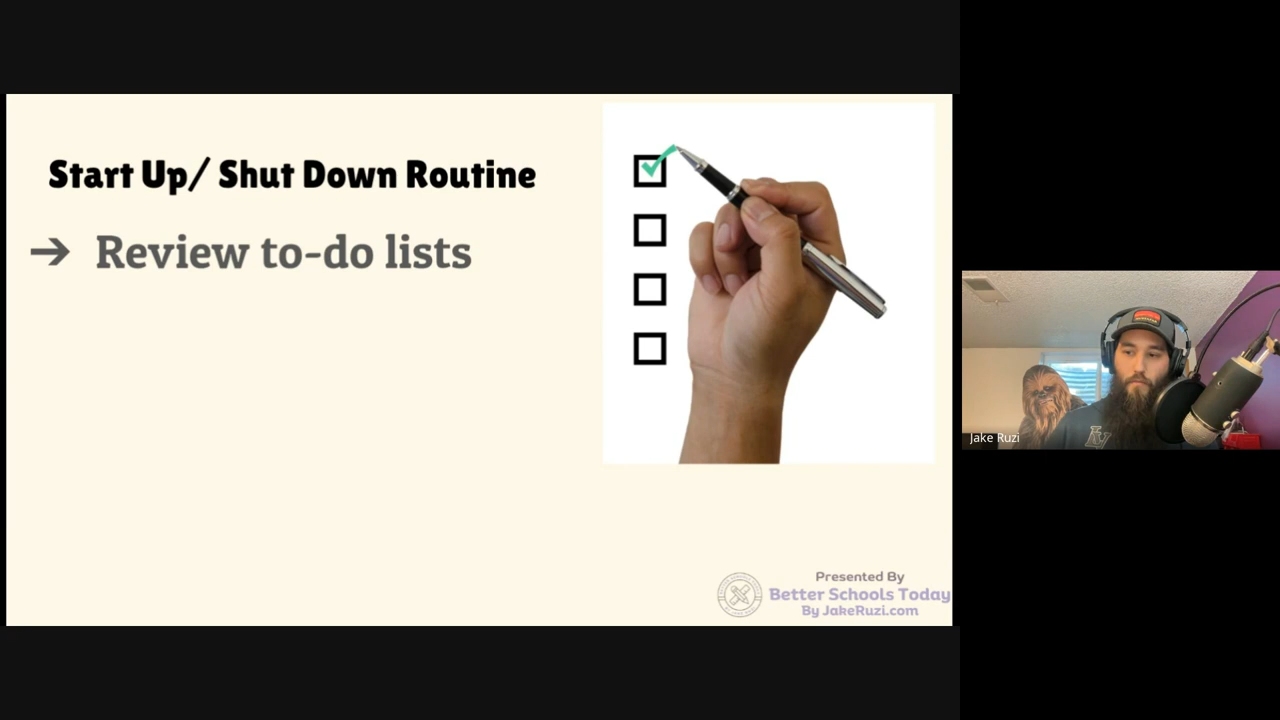 Start Up/ Shut Down Routine
➔ Review to-do lists
Presented By
Better Schools Today
By JakeRuzi.com
Jake Ruzi